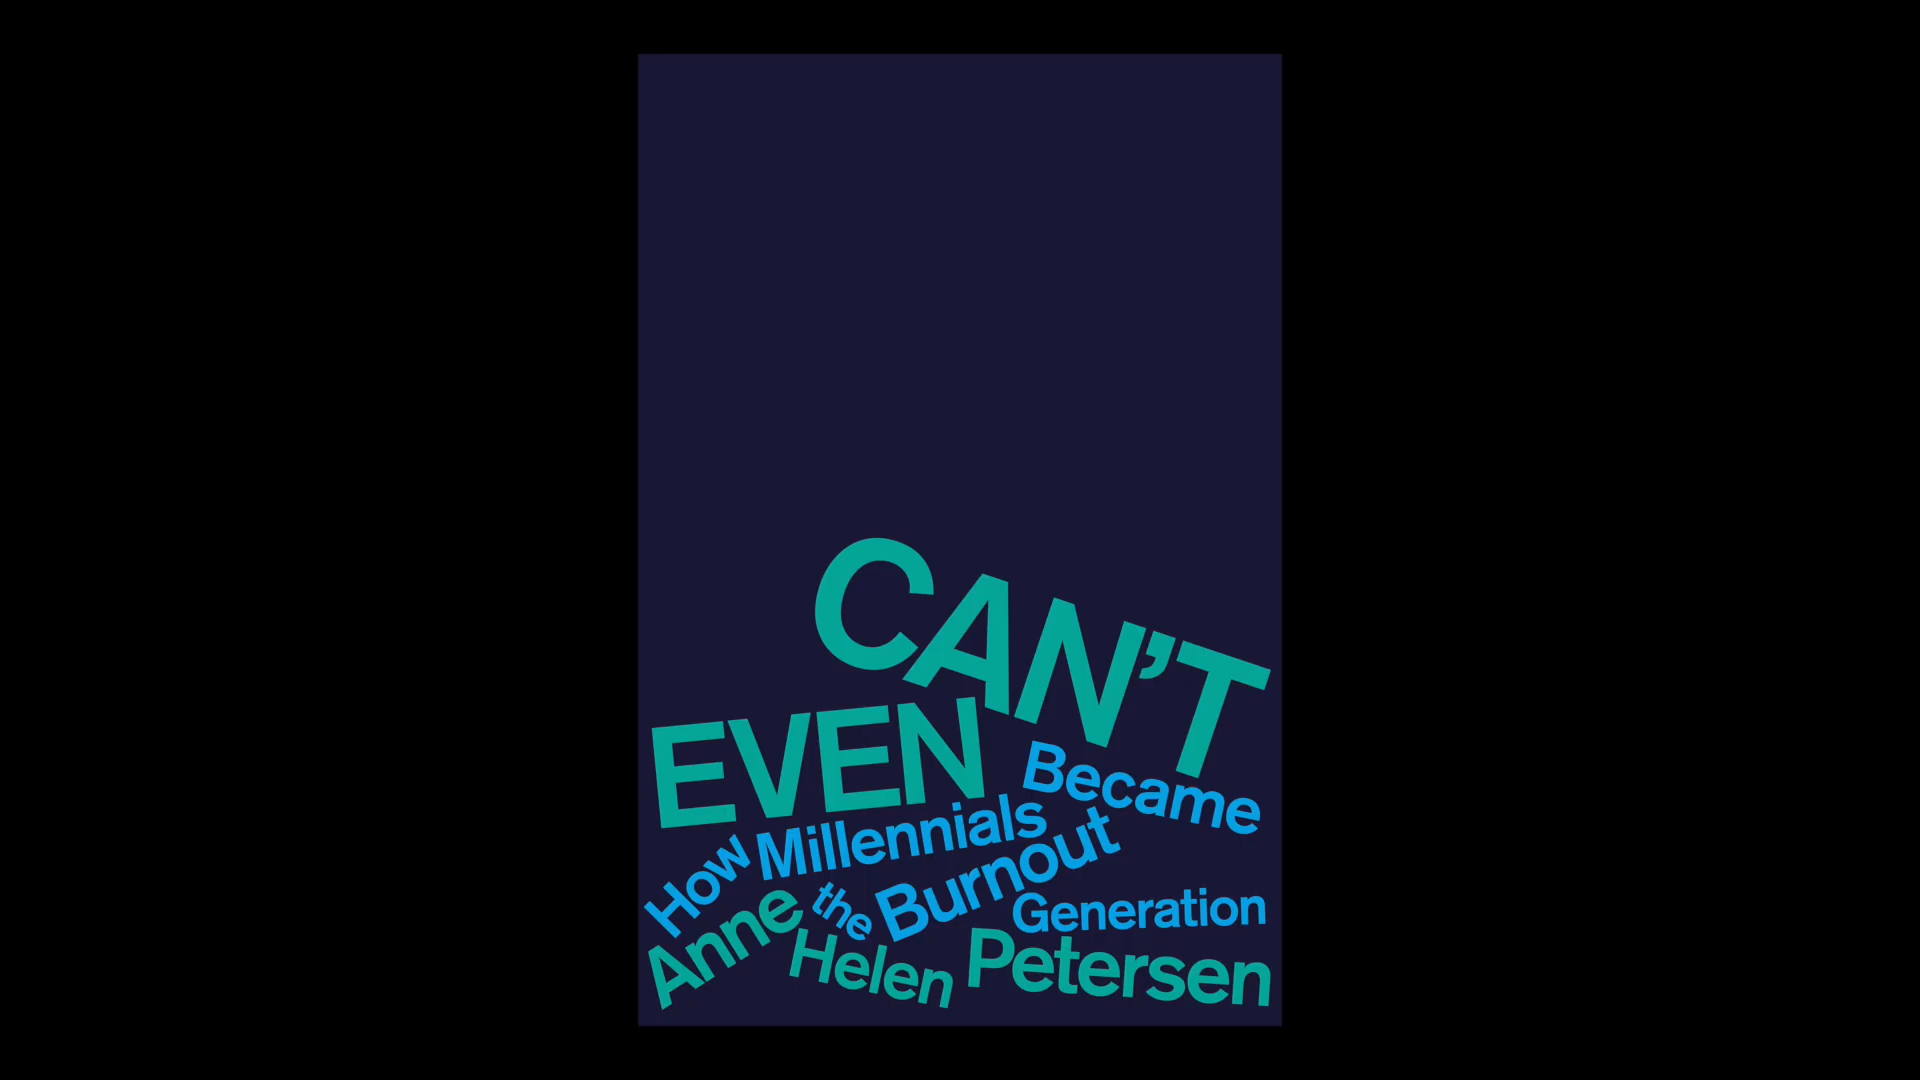 CAN’T
EVEN
How Millennials Became
the Burnout Generation
Anne Helen Petersen